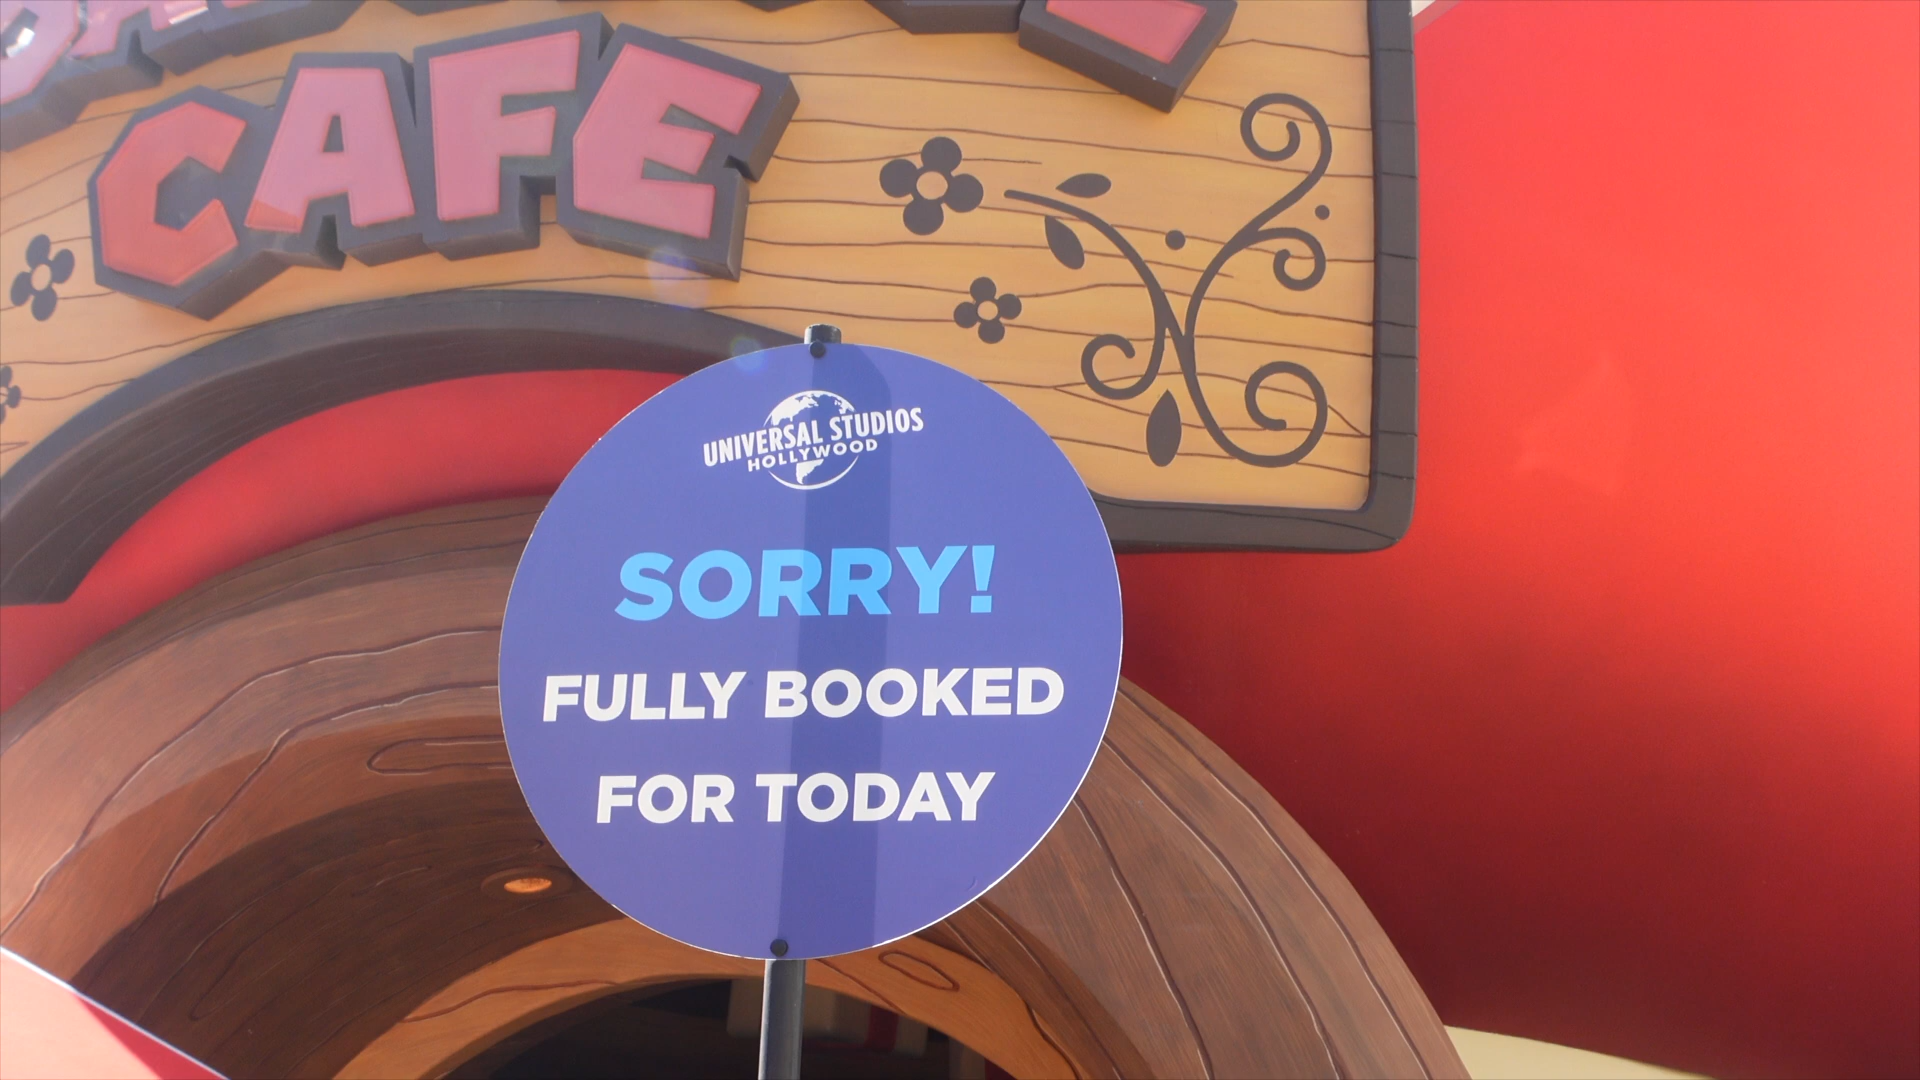 CAFE
UNIVERSAL STUDIOS
HOLLYWOOD
SORRY!
FULLY BOOKED
FOR TODAY